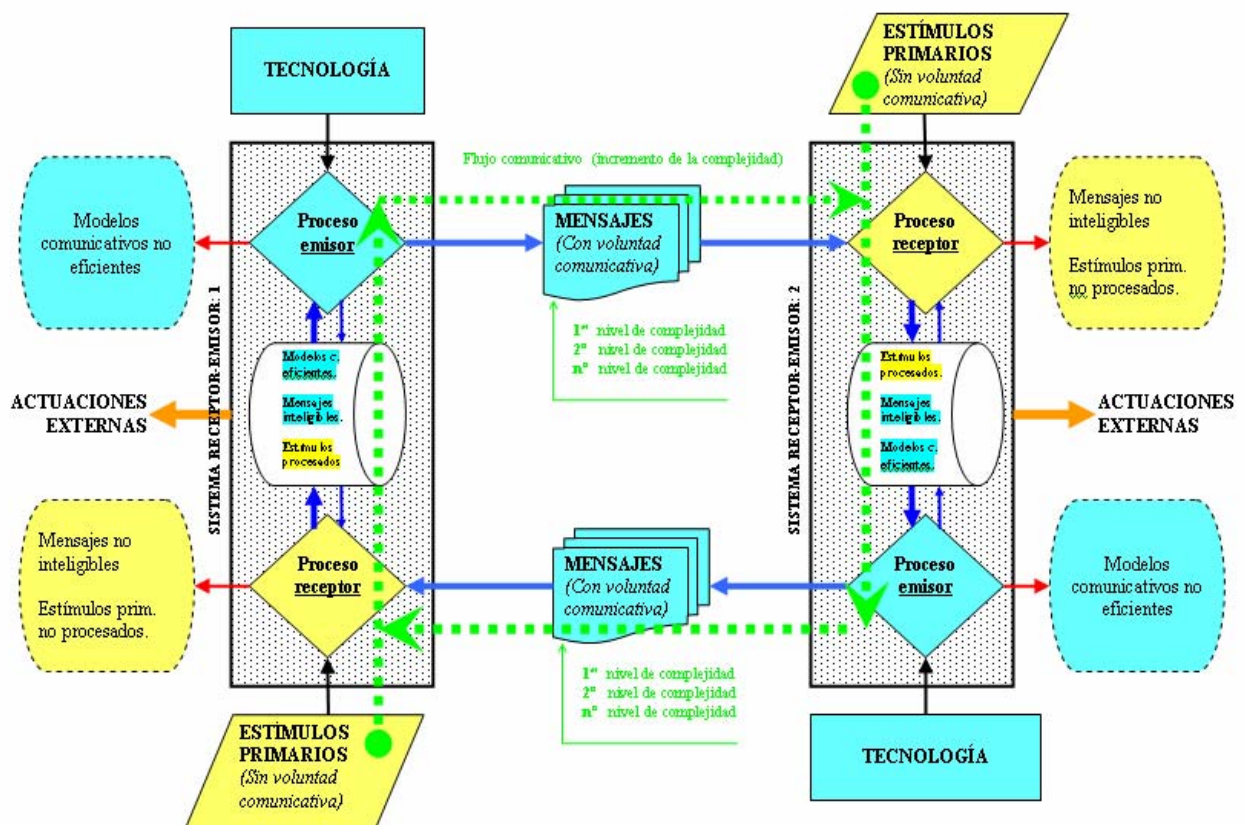 TECNOLOGÍA
ESTÍMULOS
PRIMARIOS
(Sin voluntad
comunicativa)
Flujo comunicativo (incremento de la complejidad)
Modelos
comunicativos no
eficientes
Proceso
emisor
MENSAJES
(Con voluntad
comunicativa)
Proceso
receptor
Mensajes no
inteligibles
Estímulos prim.
no procesados.
SISTEMA RECEPTOR-EMISOR: 1
1er nivel de complejidad
2º nivel de complejidad
nº nivel de complejidad
SISTEMA RECEPTOR-EMISOR: 2
Modelos c.
eficientes.
Mensajes
inteligibles.
Estímulos
procesados
Estímulos
procesados.
Mensajes
inteligibles.
Modelos c.
eficientes.
ACTUACIONES
EXTERNAS
ACTUACIONES
EXTERNAS
Mensajes no
inteligibles
Estímulos prim.
no procesados.
Proceso
receptor
MENSAJES
(Con voluntad
comunicativa)
Proceso
emisor
Modelos
comunicativos no
eficientes
1er nivel de complejidad
2º nivel de complejidad
nº nivel de complejidad
ESTÍMULOS
PRIMARIOS
(Sin voluntad
comunicativa)
TECNOLOGÍA